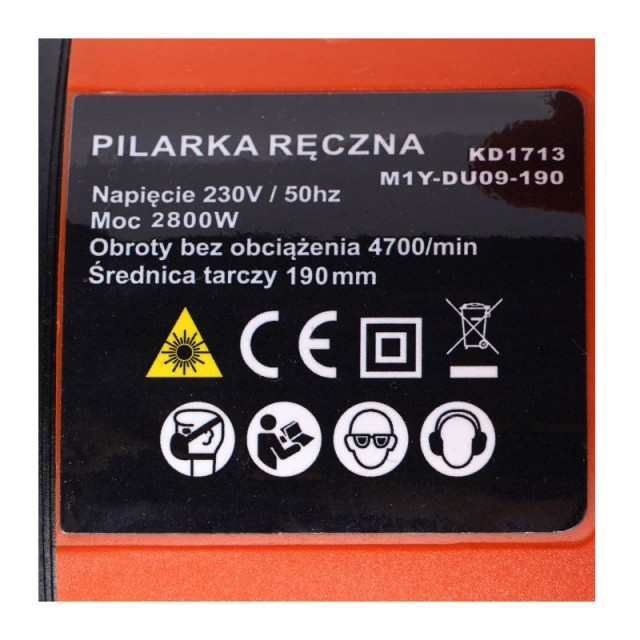 PILARKA RĘCZNA
KD1713
M1Y-DU09-190
Napięcie 230V / 50hz
Moc 2800W
Obroty bez obciążenia 4700/min
Średnica tarczy 190mm
CE